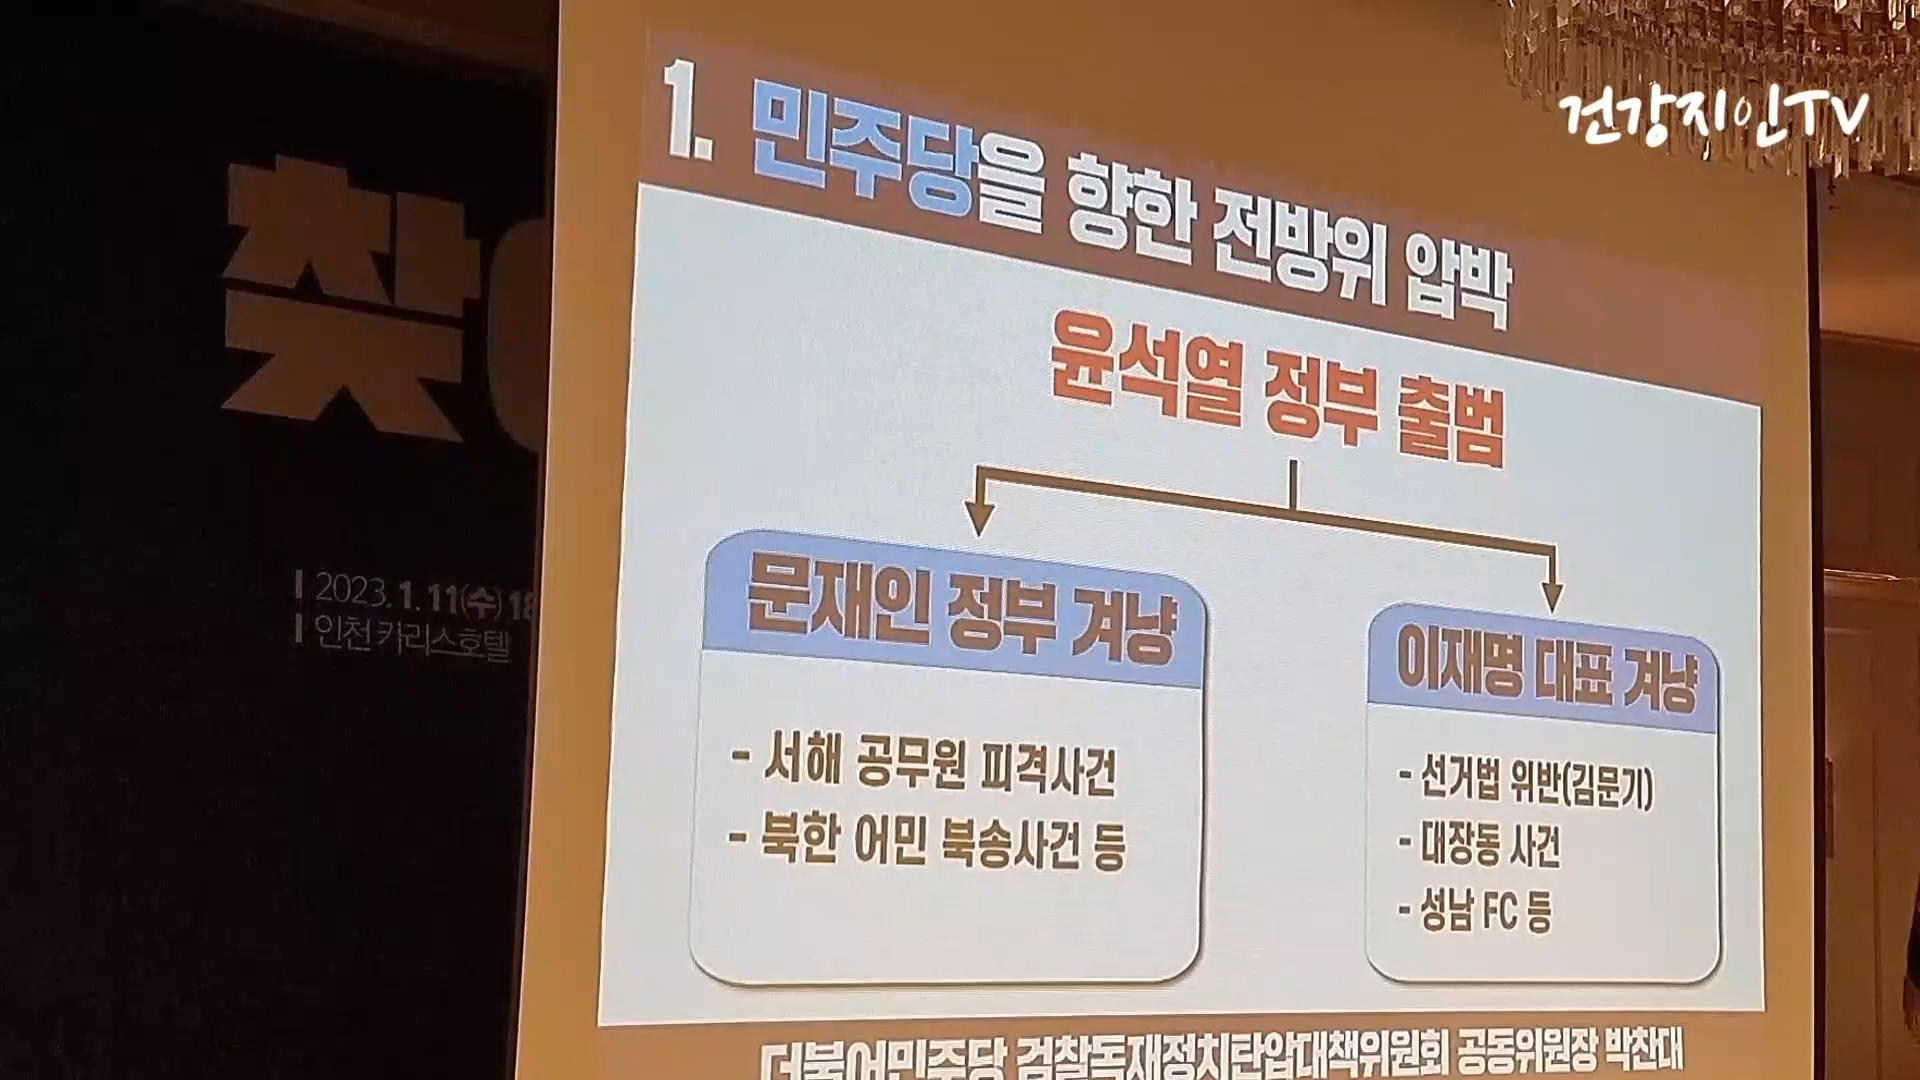 건강지인TV
찾
2023. 1. 11(수) 18
인천 카리스호텔
1. 민주당을 향한 전방위 압박
윤석열 정부 출범
문재인 정부 겨냥
- 서해 공무원 피격사건
- 북한 어민 북송사건 등
이재명 대표 겨냥
- 선거법 위반(김문기)
- 대장동 사건
- 성남 FC 등
더불어민주당 검찰독재정치탄압대책위원회 공동위원장 박찬대